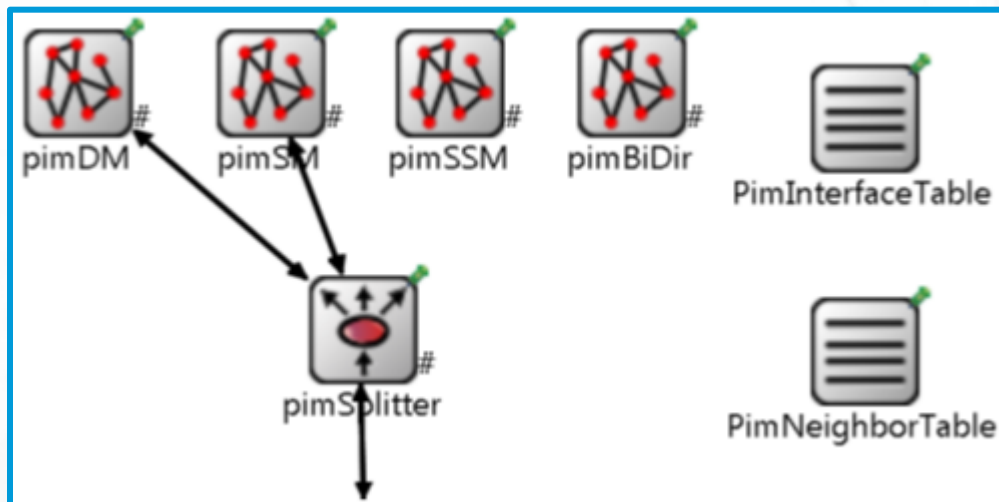 # # # #
pimDM pimSM pimSSM pimBiDir
PimInterfaceTable
#
pimSplitter
PimNeighborTable